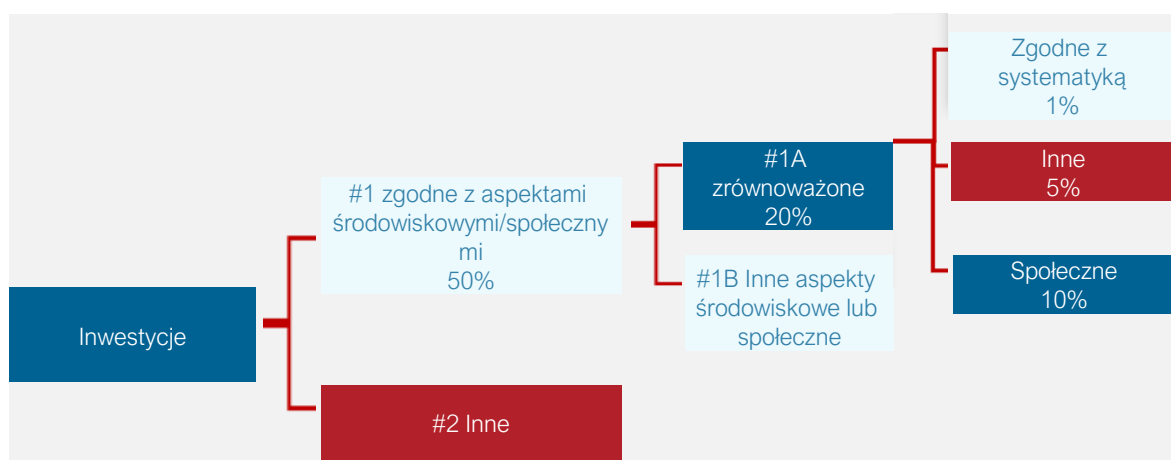 Inwestycje
#1 zgodne z aspektami
środowiskowymi/społeczny
mi
50%
#2 Inne
#1A
zrównoważone
20%
#1B Inne aspekty
środowiskowe lub
społeczne
Zgodne z
systematyką
1%
Inne
5%
Społeczne
10%